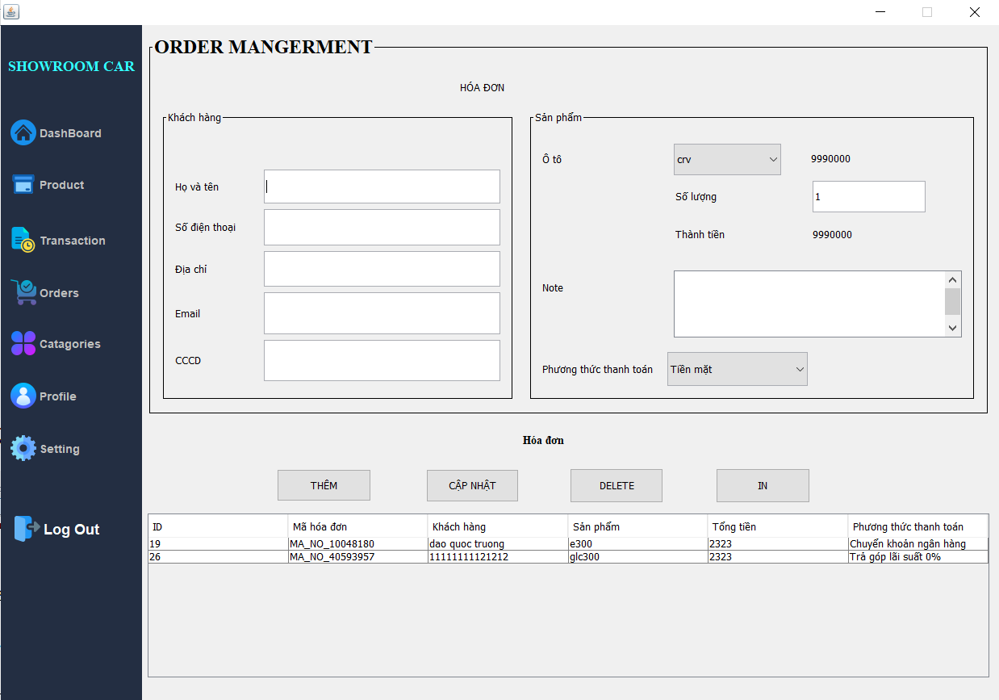 SHOWROOM CAR
DashBoard
Product
Transaction
Orders
Catagories
Profile
Setting
Log Out
ORDER MANGERMENT
HÓA ĐƠN
Khách hàng
Họ và tên
Số điện thoại
Địa chỉ
Email
CCCD
Sản phẩm
Ô tô crv 9990000
Số lượng 1
Thành tiền 9990000
Note
Phương thức thanh toán Tiền mặt
Hóa đơn
THÊM CẬP NHẬT DELETE IN
ID Mã hóa đơn Khách hàng Sản phẩm Tổng tiền Phương thức thanh toán
19 MA_NO_10048180 dao quoc truong e300 2323 Chuyển khoản ngân hàng
26 MA_NO_40593957 11111111121212 glc300 2323 Trả góp lãi suất 0%